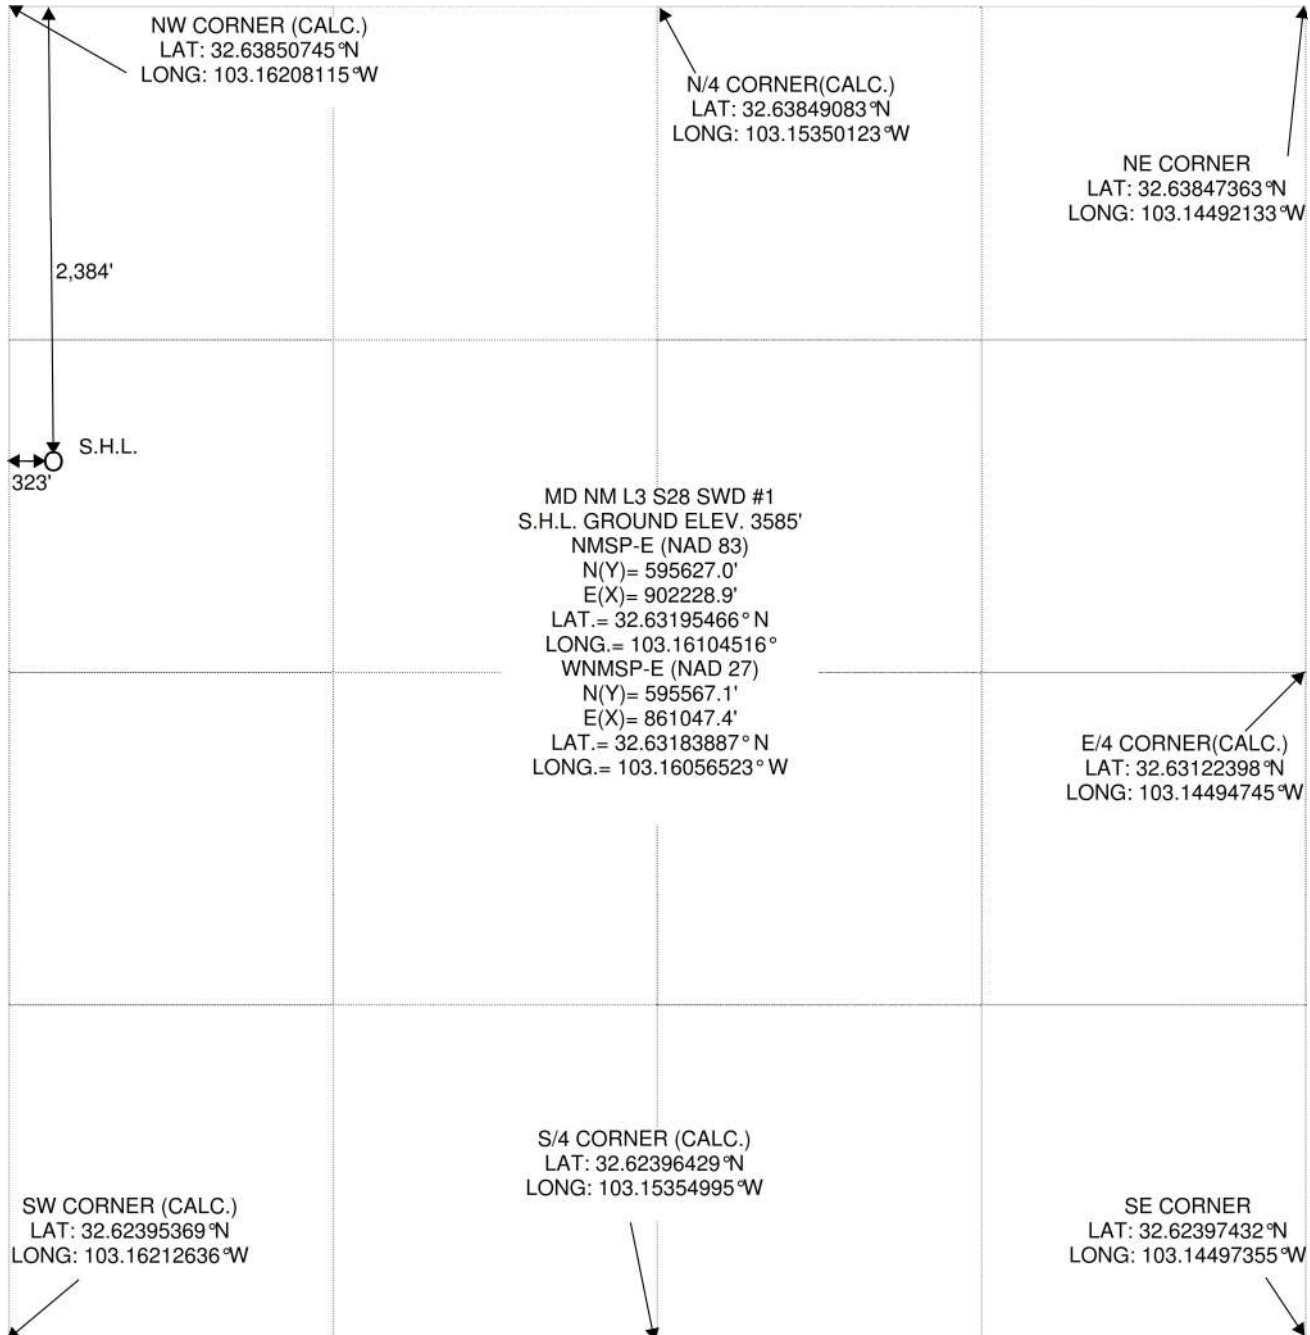 NW CORNER (CALC.)
LAT: 32.63850745°N
LONG: 103.16208115°W
N/4 CORNER(CALC.)
LAT: 32.63849083°N
LONG: 103.15350123°W
NE CORNER
LAT: 32.63847363°N
LONG: 103.14492133°W
2,384'
S.H.L.
323'
MD NM L3 S28 SWD #1
S.H.L. GROUND ELEV. 3585'
NMSP-E (NAD 83)
N(Y)= 595627.0'
E(X)= 902228.9'
LAT.= 32.63195466° N
LONG.= 103.16104516°
WNMSP-E (NAD 27)
N(Y)= 595567.1'
E(X)= 861047.4'
LAT.= 32.63183887° N
LONG.= 103.16056523° W
E/4 CORNER(CALC.)
LAT: 32.63122398°N
LONG: 103.14494745°W
S/4 CORNER (CALC.)
LAT: 32.62396429°N
LONG: 103.15354995°W
SW CORNER (CALC.)
LAT: 32.62395369°N
LONG: 103.16212636°W
SE CORNER
LAT: 32.62397432°N
LONG: 103.14497355°W